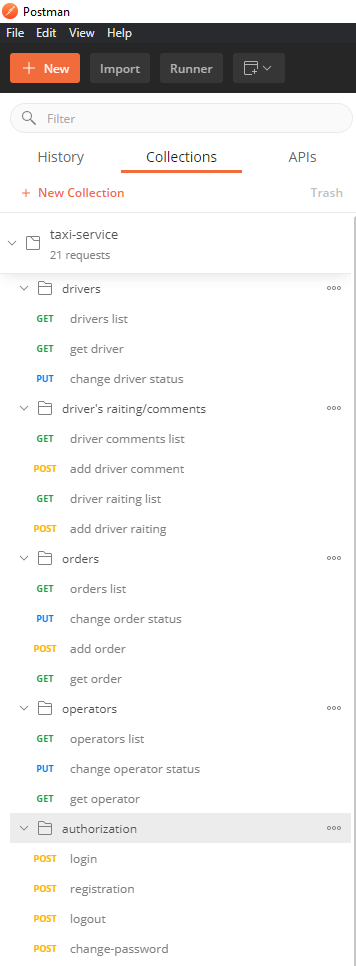 Postman
File Edit View Help
+ New Import Runner
Filter
History Collections APIs
+ New Collection Trash
taxi-service
21 requests
drivers
GET drivers list
GET get driver
PUT change driver status
driver's raiting/comments
GET driver comments list
POST add driver comment
GET driver raiting list
POST add driver raiting
orders
GET orders list
PUT change order status
POST add order
GET get order
operators
GET operators list
PUT change operator status
GET get operator
authorization
POST login
POST registration
POST logout
POST change-password